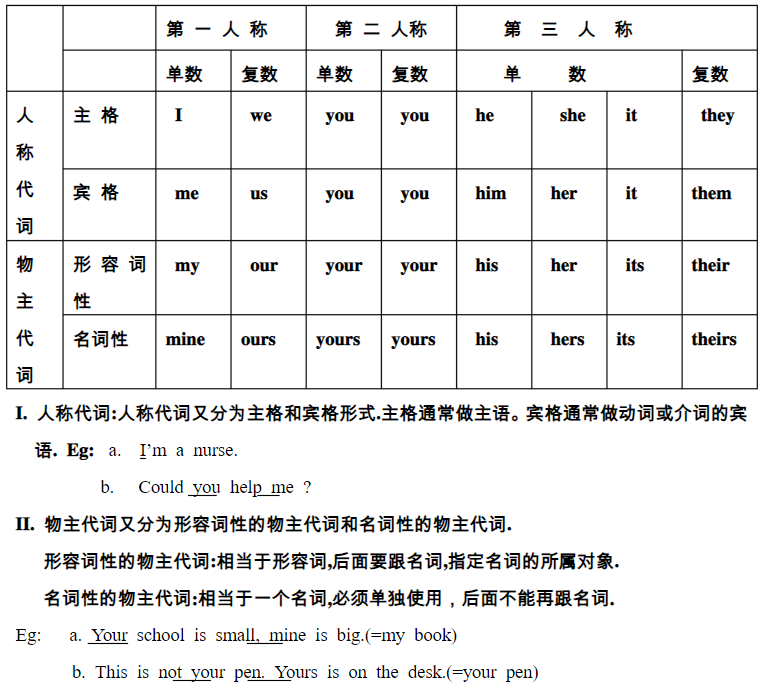 第 一 人 称 第 二 人称 第 三 人 称
单数 复数 单数 复数 单 数 复数
人称代词 主 格 I we you you he she it they
宾 格 me us you you him her it them
物主代词 形 容 词性 my our your your his her its their
名词性 mine ours yours yours his hers its theirs
I. 人称代词:人称代词又分为主格和宾格形式.主格通常做主语。宾格通常做动词或介词的宾
语. Eg: a. I’m a nurse.
b. Could you help me ?
II. 物主代词又分为形容词性的物主代词和名词性的物主代词.
形容词性的物主代词:相当于形容词,后面要跟名词,指定名词的所属对象.
名词性的物主代词:相当于一个名词,必须单独使用，后面不能再跟名词.
Eg: a. Your school is small, mine is big.(=my book)
b. This is not your pen. Yours is on the desk.(=your pen)